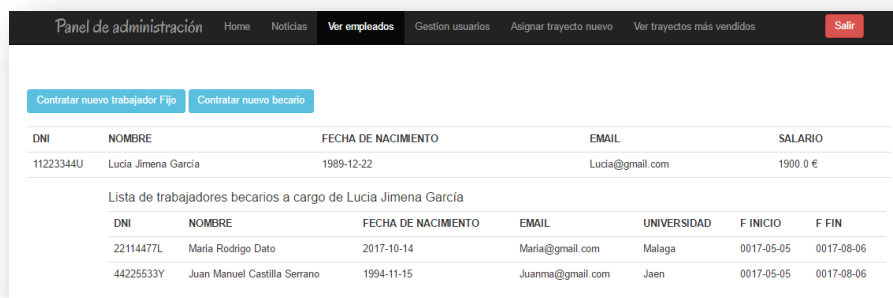 Panel de administración Home Noticias Ver empleados Gestion usuarios Asignar trayecto nuevo Ver trayectos más vendidos Salir
Contratar nuevo trabajador Fijo Contratar nuevo becario
DNI NOMBRE FECHA DE NACIMIENTO EMAIL SALARIO
11223344U Lucia Jimena García 1989-12-22 Lucia@gmail.com 1900.0 €
Lista de trabajadores becarios a cargo de Lucia Jimena García
DNI NOMBRE FECHA DE NACIMIENTO EMAIL UNIVERSIDAD F INICIO F FIN
22114477L Maria Rodrigo Dato 2017-10-14 Maria@gmail.com Malaga 0017-05-05 0017-08-06
44225533Y Juan Manuel Castilla Serrano 1994-11-15 Juanma@gmail.com Jaen 0017-05-05 0017-08-06